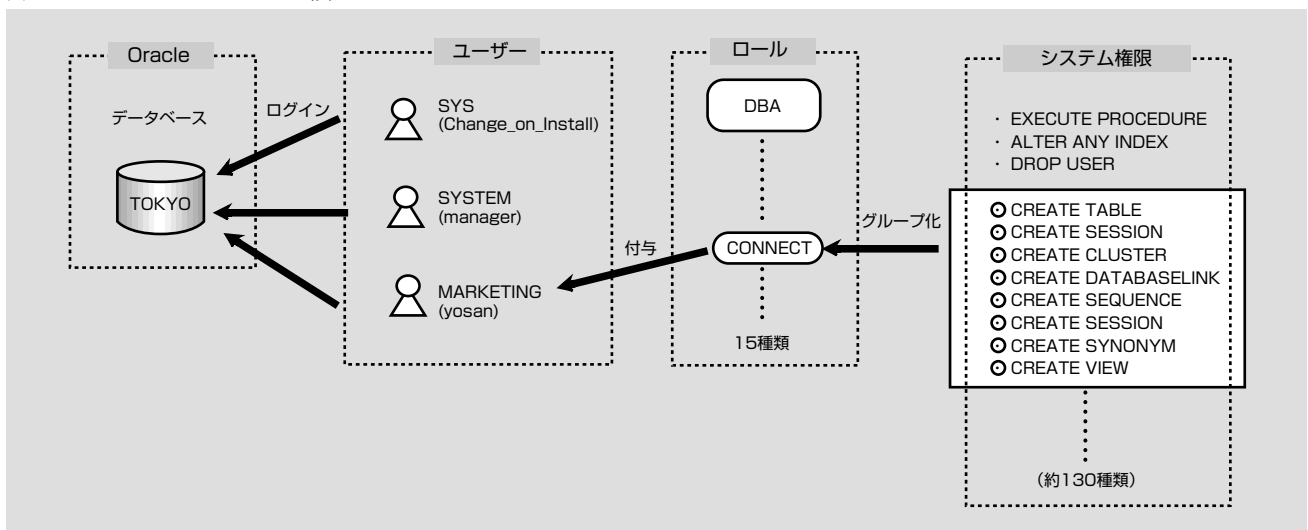 Oracle
データベース
TOKYO
ログイン
ユーザー
SYS
(Change_on_Install)
SYSTEM
(manager)
MARKETING
(yosan)
付与
ロール
DBA
CONNECT
15種類
グループ化
システム権限
・ EXECUTE PROCEDURE
・ ALTER ANY INDEX
・ DROP USER
CREATE TABLE
CREATE SESSION
CREATE CLUSTER
CREATE DATABASELINK
CREATE SEQUENCE
CREATE SESSION
CREATE SYNONYM
CREATE VIEW
(約130種類)